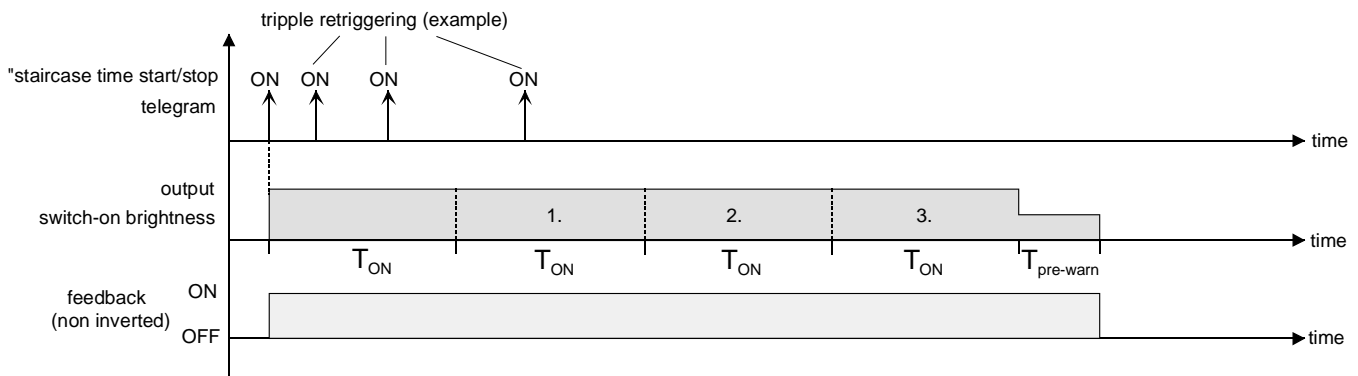 tripple retriggering (example)
"staircase time start/stop
telegram
ON ON ON ON
time
output
switch-on brightness
1. 2. 3.
time
TON TON TON TON Tpre-warn
feedback
(non inverted)
ON
OFF
time